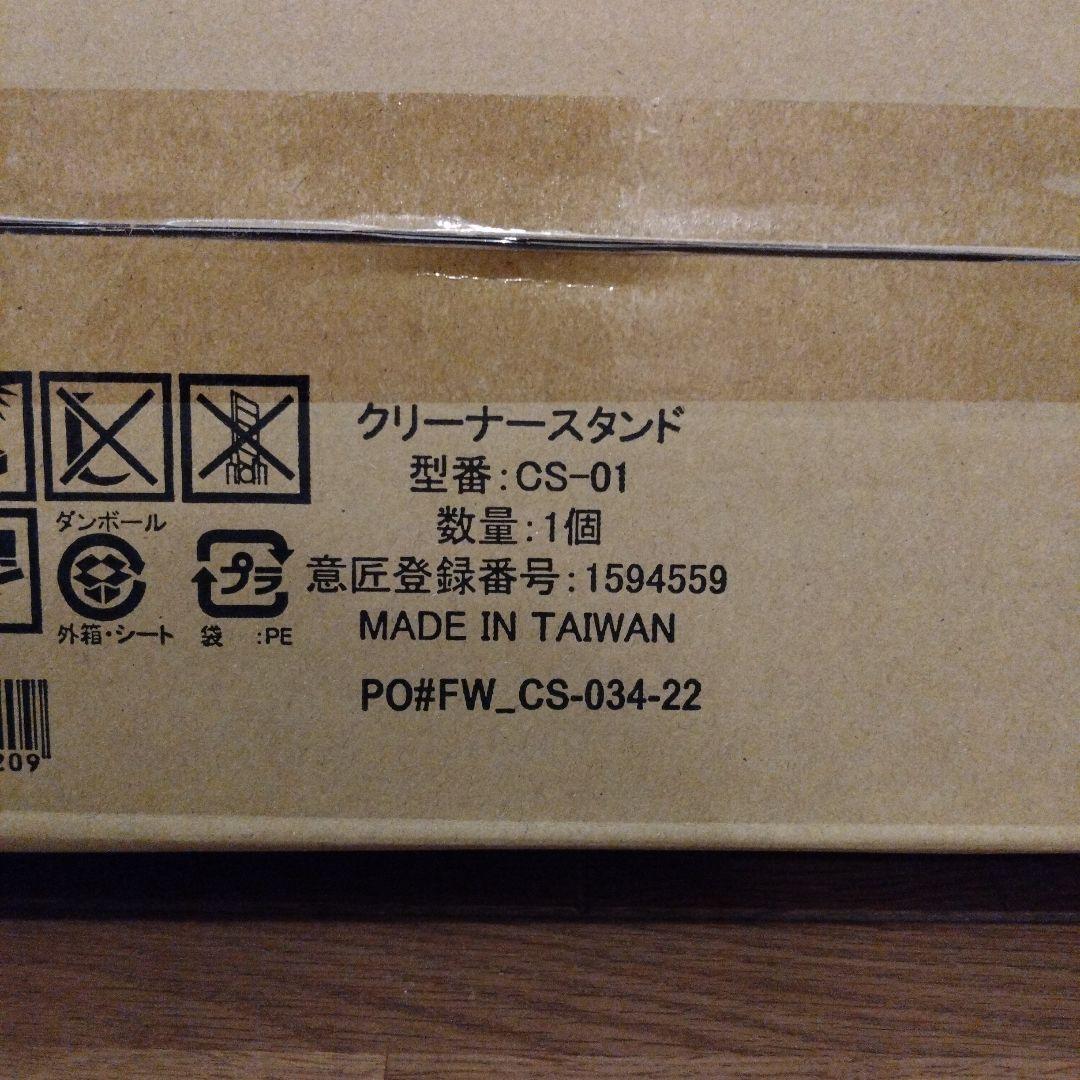 クリーナースタンド
型番:CS-01
数量:1個
意匠登録番号:1594559
MADE IN TAIWAN
PO#FW_CS-034-22
ダンボール
外箱・シート
プラ
袋 :PE
209